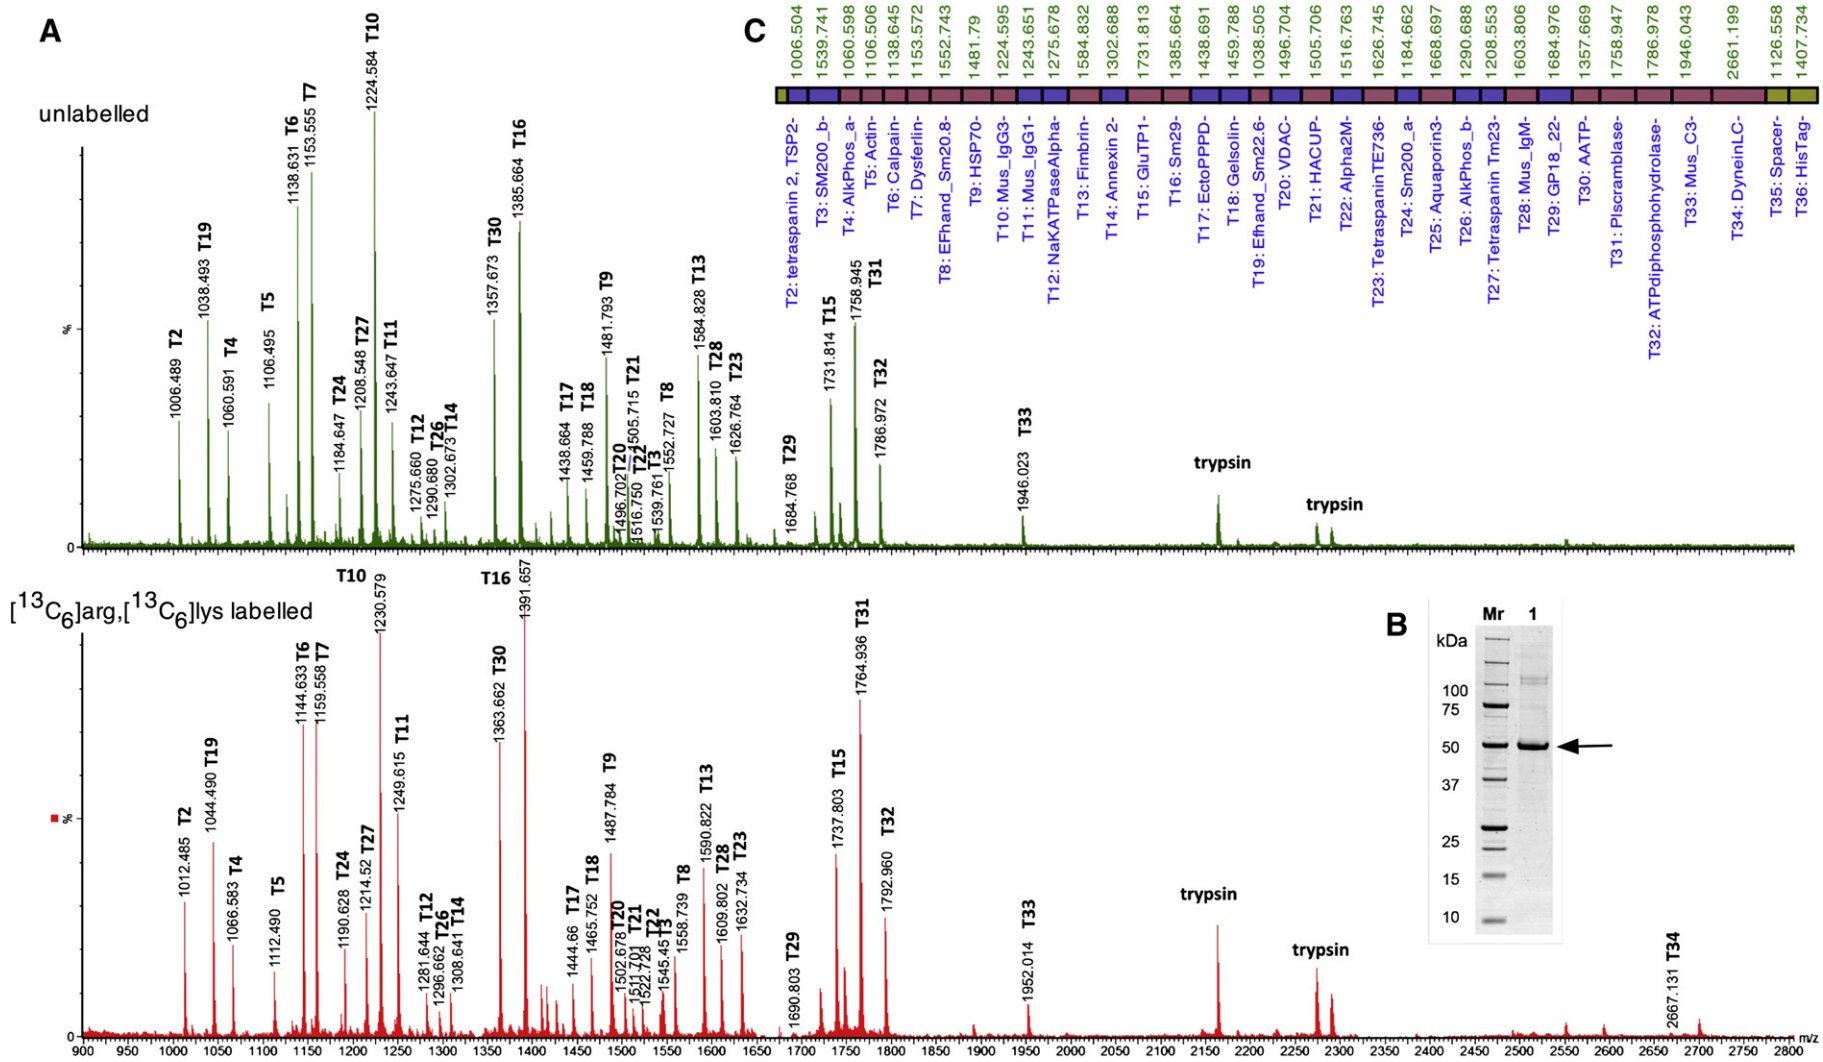 A
unlabelled
%
0
1006.489 T2
1038.493 T19
1060.591 T4
1106.495 T5
1138.631 T6
1153.555 T7
1184.647 T24
1208.548 T27
1224.584 T10
1243.647 T11
1275.660 T12
1290.680 T26
1302.673 T14
1357.673 T30
1385.664 T16
1438.664 T17
1459.788 T18
1481.793 T9
1496.702 T20
1505.715 T21
1516.750 T22
1539.761 T3
1552.727 T8
1584.828 T13
1603.810 T28
1626.764 T23
1684.768 T29
1731.814 T15
1758.945 T31
1786.972 T32
1946.023 T33
trypsin
trypsin
C
1006.504
1539.741
1060.598
1106.506
1138.645
1153.572
1552.743
1481.79
1224.595
1243.651
1275.678
1584.832
1302.688
1731.813
1385.664
1438.691
1459.788
1038.505
1496.704
1505.706
1516.763
1626.745
1184.662
1668.697
1290.688
1208.553
1603.806
1684.976
1357.669
1758.947
1786.978
1946.043
2661.199
1126.558
1407.734
T2: tetraspanin 2, TSP2-
T3: SM200_b-
T4: AlkPhos_a-
T5: Actin-
T6: Calpain-
T7: Dysferlin-
T8: EFhand_Sm20.8-
T9: HSP70-
T10: Mus_IgG3-
T11: Mus_IgG1-
T12: NaKATPaseAlpha-
T13: Fimbrin-
T14: Annexin 2-
T15: GluTP1-
T16: Sm29-
T17: EctoPPPD-
T18: Gelsolin-
T19: Efhand_Sm22.6-
T20: VDAC-
T21: HACUP-
T22: Alpha2M-
T23: TetraspaninTE736-
T24: Sm200_a-
T25: Aquaporin3-
T26: AlkPhos_b-
T27: Tetraspanin Tm23-
T28: Mus_IgM-
T29: GP18_22-
T30: AATP-
T31: Plscramblase-
T32: ATPdiphosphohydrolase-
T33: Mus_C3-
T34: DyneinLC-
T35: Spacer-
T36: HisTag-
[13C6]arg,[13C6]lys labelled
%
0
1012.485 T2
1044.490 T19
1066.583 T4
1112.490 T5
1144.633 T6
1159.558 T7
1190.628 T24
1214.52 T27
1230.579 T10
1249.615 T11
1281.644 T12
1296.662 T26
1308.641 T14
1363.662 T30
1391.657 T16
1444.66 T17
1465.752 T18
1487.784 T9
1502.678 T20
1511.701 T21
1522.728 T22
1545.45 T3
1558.739 T8
1590.822 T13
1609.802 T28
1632.734 T23
1690.803 T29
1737.803 T15
1764.936 T31
1792.960 T32
1952.014 T33
trypsin
trypsin
2667.131 T34
900 950 1000 1050 1100 1150 1200 1250 1300 1350 1400 1450 1500 1550 1600 1650 1700 1750 1800 1850 1900 1950 2000 2050 2100 2150 2200 2250 2300 2350 2400 2450 2500 2550 2600 2650 2700 2750 2800 m/z
B
Mr 1
kDa
100
75
50
37
25
15
10